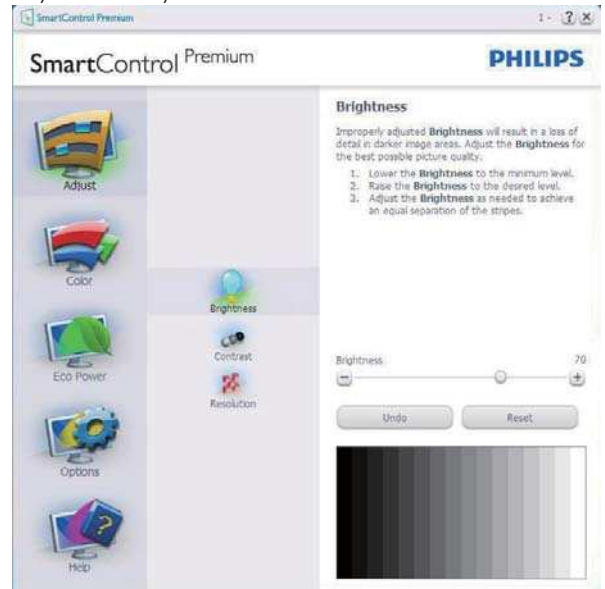 SmartControl Premium
1 - ? X
SmartControl Premium
PHILIPS
Adjust
Color
Eco Power
Options
Help
Brightness
Contrast
Resolution
Brightness
Improperly adjusted Brightness will result in a loss of
detail in darker image areas. Adjust the Brightness for
the best possible picture quality.
1. Lower the Brightness to the minimum level.
2. Raise the Brightness to the desired level.
3. Adjust the Brightness as needed to achieve
an equal separation of the stripes.
Brightness 70
Undo Reset